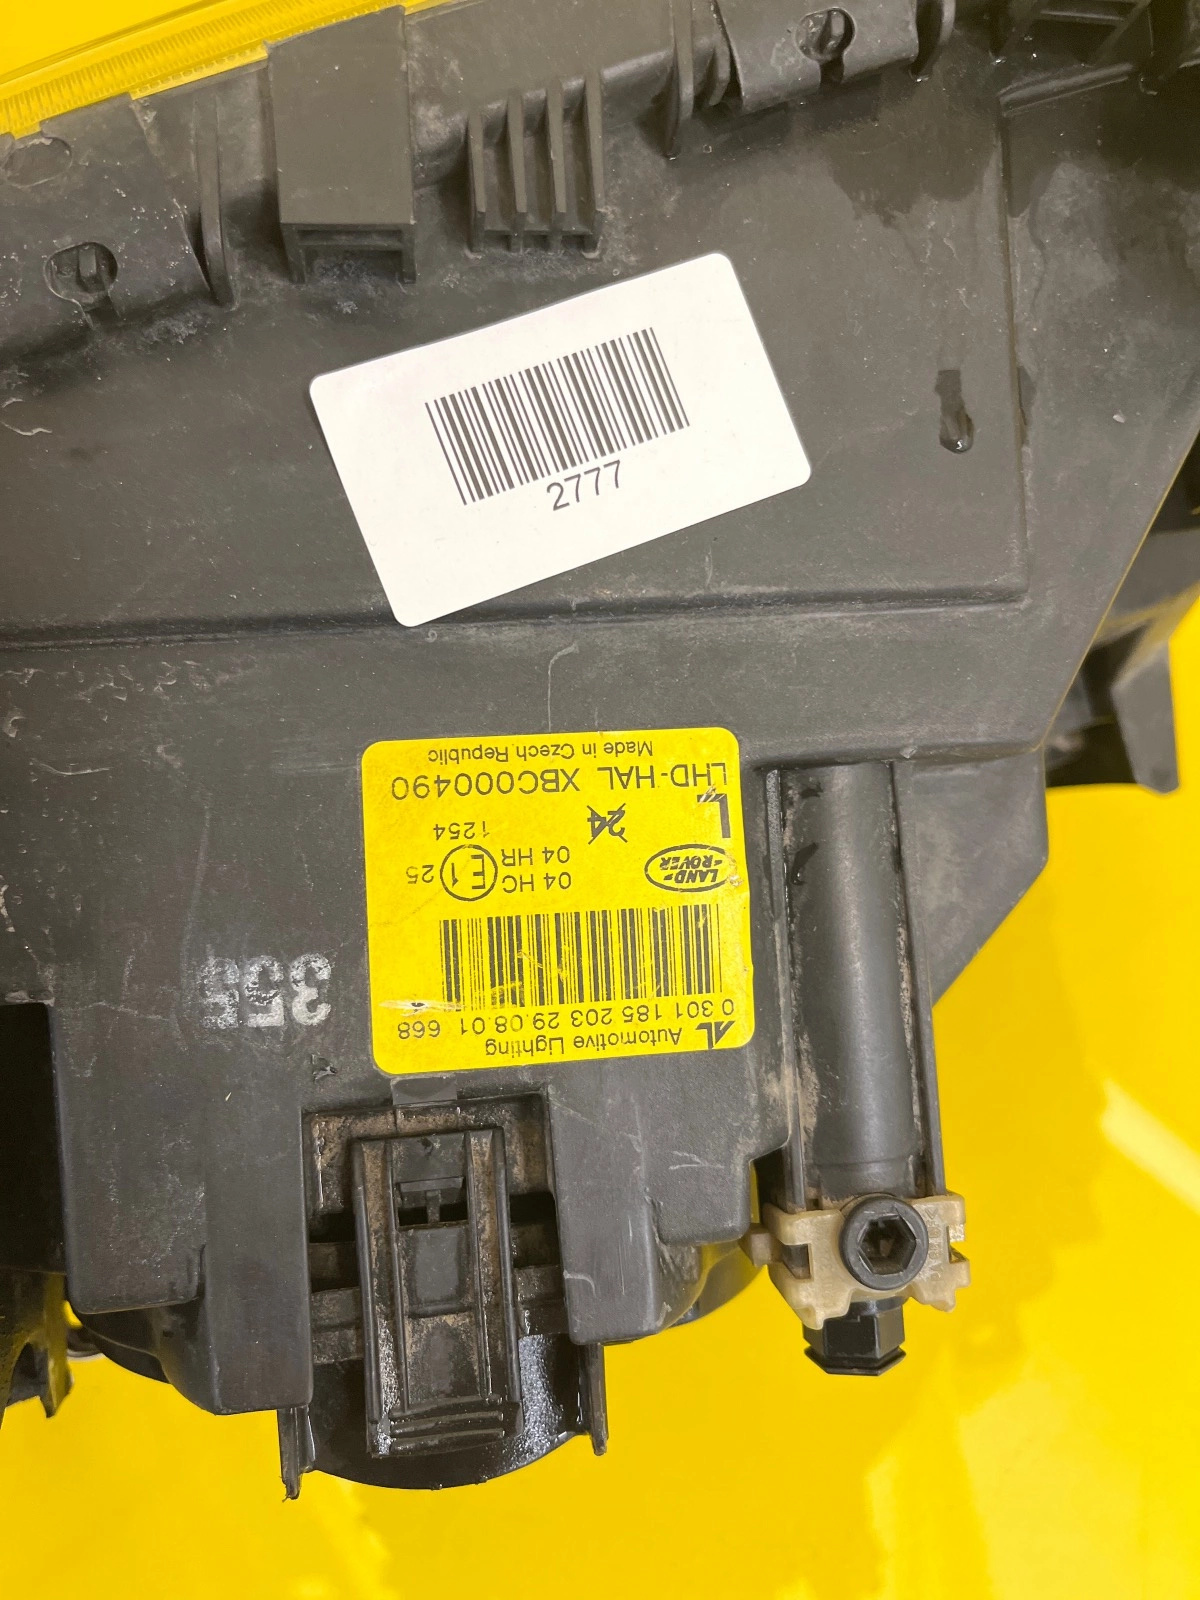 2777
Automotive Lighting
0 301 185 203 29.08.01 668
LAND-
-ROVER
04 HC
04 HR
E1 25
L
24
1254
LHD-HAL XBC000490
Made in Czech Republic
355